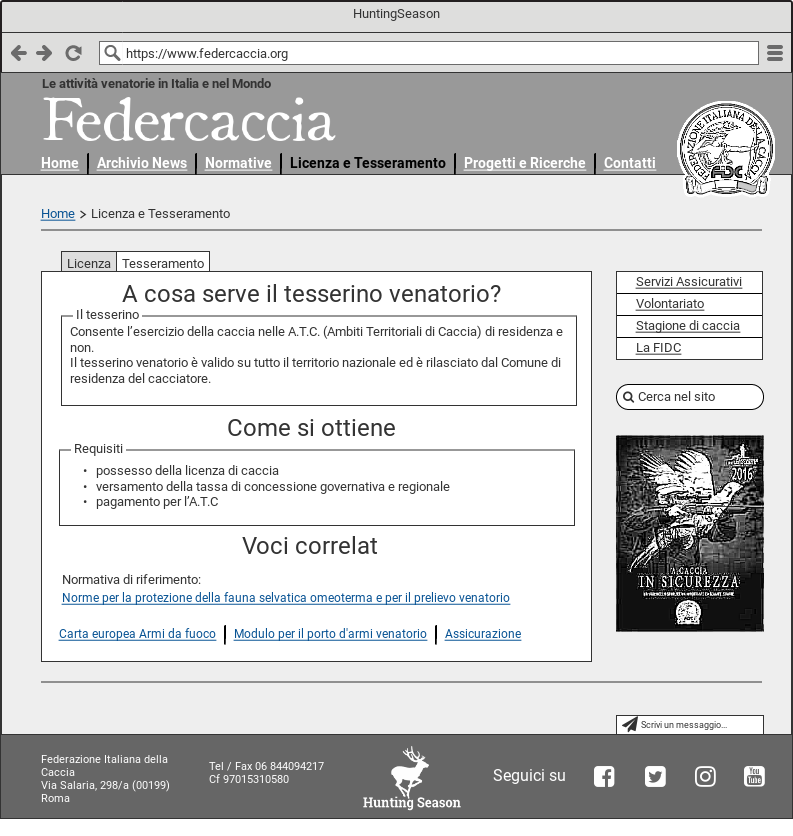 HuntingSeason
https://www.federcaccia.org
Le attività venatorie in Italia e nel Mondo
Federcaccia
Home Archivio News Normative Licenza e Tesseramento Progetti e Ricerche Contatti
FEDERAZIONE ITALIANA DELLA CACCIA
FIDC
Home > Licenza e Tesseramento
Licenza Tesseramento
A cosa serve il tesserino venatorio?
Il tesserino
Consente l'esercizio della caccia nelle A.T.C. (Ambiti Territoriali di Caccia) di residenza e
non.
Il tesserino venatorio è valido su tutto il territorio nazionale ed è rilasciato dal Comune di
residenza del cacciatore.
Come si ottiene
Requisiti
• possesso della licenza di caccia
• versamento della tassa di concessione governativa e regionale
• pagamento per l'A.T.C
Voci correlat
Normativa di riferimento:
Norme per la protezione della fauna selvatica omeoterma e per il prelievo venatorio
Carta europea Armi da fuoco Modulo per il porto d'armi venatorio Assicurazione
Servizi Assicurativi
Volontariato
Stagione di caccia
La FIDC
Cerca nel sito
2016
A CACCIA
IN SICUREZZA
Scrivi un messaggio...
Federazione Italiana della
Caccia
Via Salaria, 298/a (00199)
Roma
Tel / Fax 06 844094217
Cf 97015310580
Hunting Season
Seguici su
You
Tube